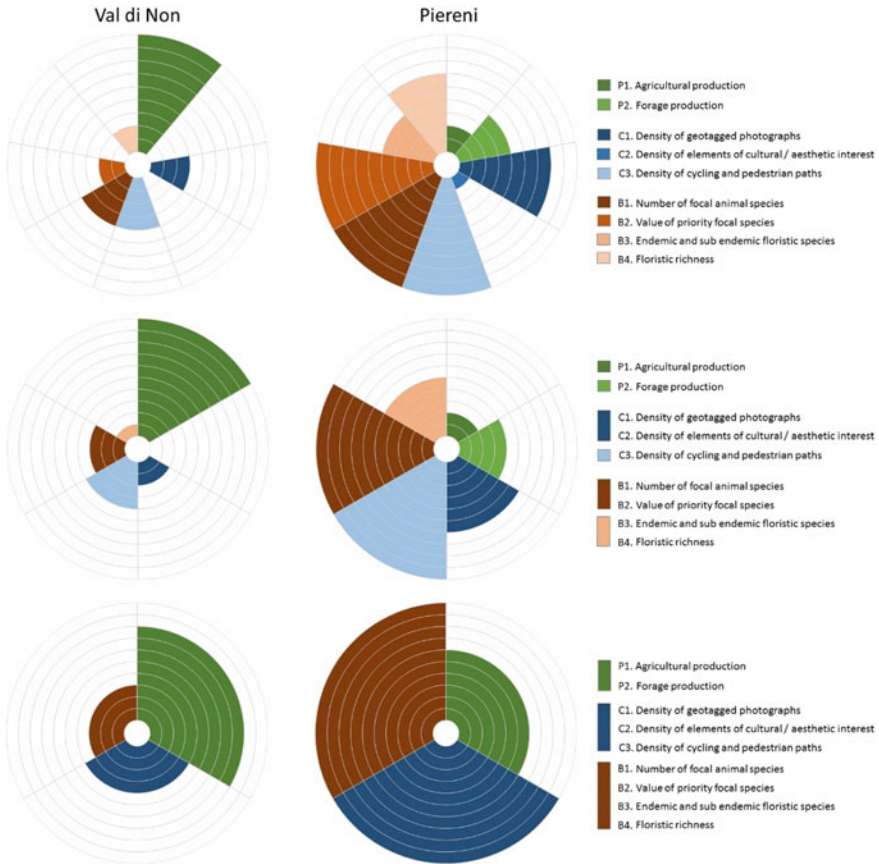 Val di Non
Piereni
P1. Agricultural production
P2. Forage production
C1. Density of geotagged photographs
C2. Density of elements of cultural / aesthetic interest
C3. Density of cycling and pedestrian paths
B1. Number of focal animal species
B2. Value of priority focal species
B3. Endemic and sub endemic floristic species
B4. Floristic richness
P1. Agricultural production
P2. Forage production
C1. Density of geotagged photographs
C2. Density of elements of cultural / aesthetic interest
C3. Density of cycling and pedestrian paths
B1. Number of focal animal species
B2. Value of priority focal species
B3. Endemic and sub endemic floristic species
B4. Floristic richness
P1. Agricultural production
P2. Forage production
C1. Density of geotagged photographs
C2. Density of elements of cultural / aesthetic interest
C3. Density of cycling and pedestrian paths
B1. Number of focal animal species
B2. Value of priority focal species
B3. Endemic and sub endemic floristic species
B4. Floristic richness